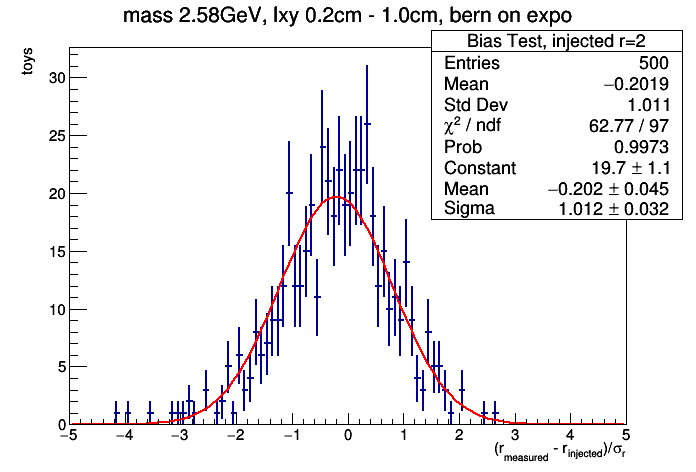 mass 2.58GeV, lxy 0.2cm - 1.0cm, bern on expo
Bias Test, injected r=2
Entries 500
Mean −0.2019
Std Dev 1.011
χ² / ndf 62.77 / 97
Prob 0.9973
Constant 19.7 ± 1.1
Mean −0.202 ± 0.045
Sigma 1.012 ± 0.032
toys
30
25
20
15
10
5
0
−5 −4 −3 −2 −1 0 1 2 3 4 5
(r_measured - r_injected)/σ_r